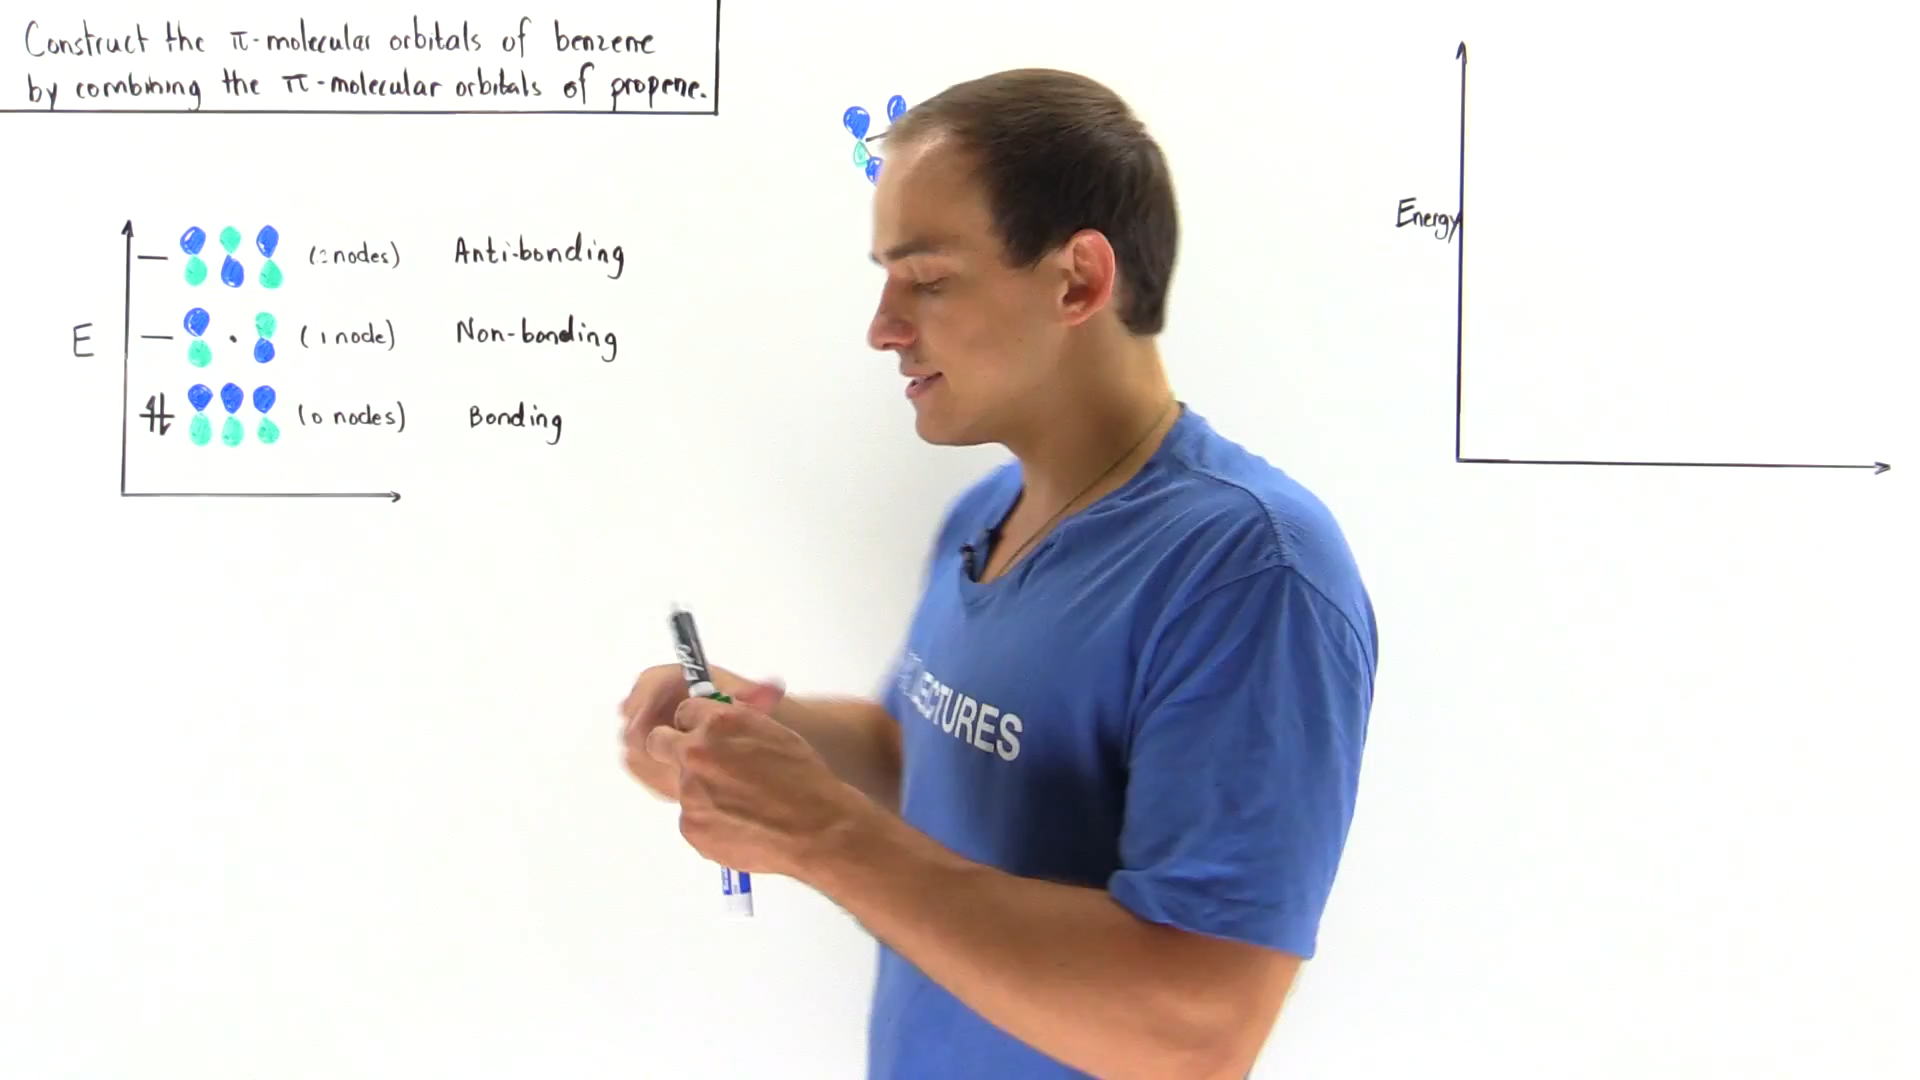 Construct the π-molecular orbitals of benzene
by combining the π-molecular orbitals of propene.
(2 nodes) Anti-bonding
E
(1 node) Non-bonding
(0 nodes) Bonding
Energy
LECTURES
EXPO